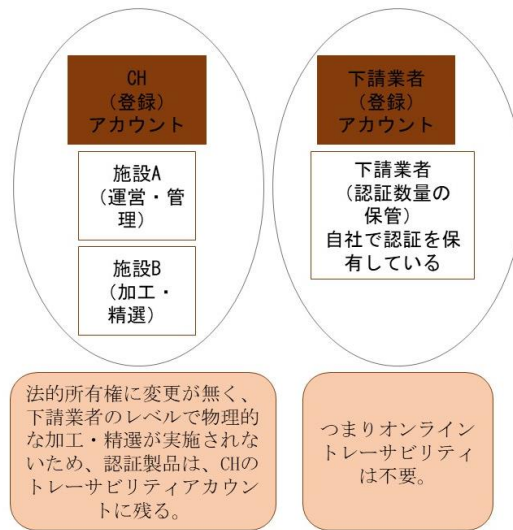 CH
（登録）
アカウント
施設A
（運営・管
理）
施設B
（加工・
精選）
法的所有権に変更が無く、
下請業者のレベルで物理的
な加工・精選が実施されな
いため、認証製品は、CHの
トレーサビリティアカウン
トに残る。
下請業者
（登録）
アカウント
下請業者
（認証数量の
保管）
自社で認証を保
有している
つまりオンライン
トレーサビリティ
は不要。